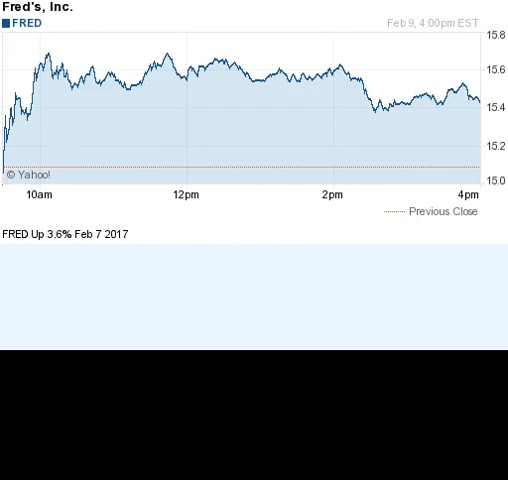 Fred's, Inc.
FRED
Feb 9, 4:00pm EST
15.8
15.6
15.4
15.2
15.0
© Yahoo!
10am 12pm 2pm 4pm
Previous Close
FRED Up 3.6% Feb 7 2017